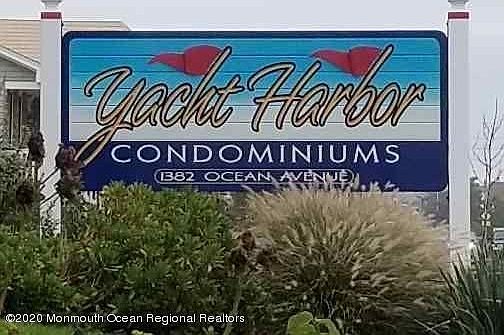 Yacht Harbor
CONDOMINIUMS
1382 OCEAN AVENUE
©2020 Monmouth Ocean Regional Realtors